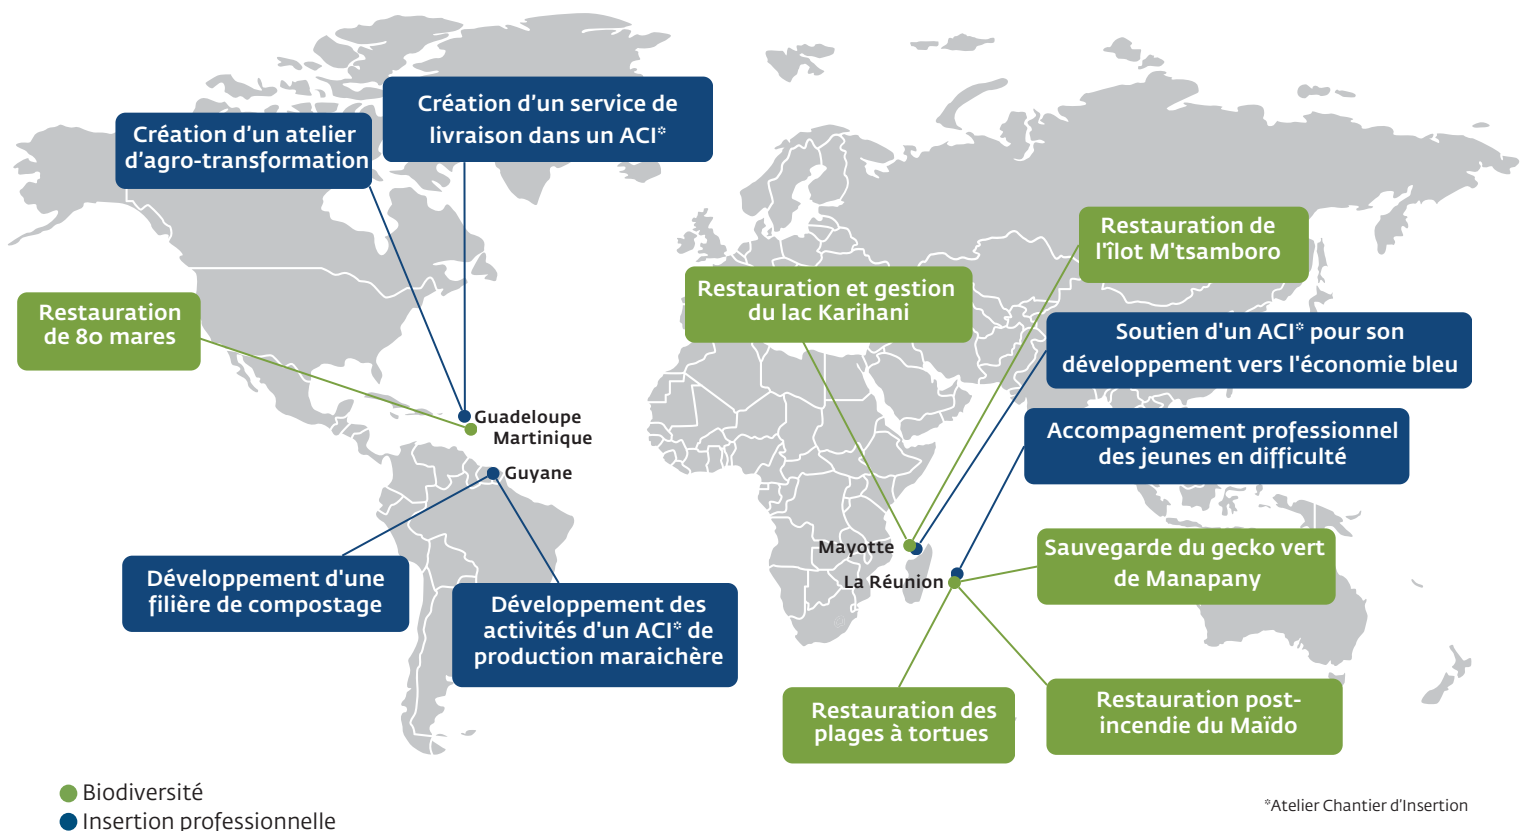 Création d'un service de
livraison dans un ACI*
Création d'un atelier
d'agro-transformation
Restauration
de 80 mares
Guadeloupe
Martinique
Guyane
Développement d'une
filière de compostage
Développement des
activités d'un ACI* de
production maraichère
Restauration de
l'îlot M'tsamboro
Restauration et gestion
du lac Karihani
Soutien d'un ACI* pour son
développement vers l'économie bleu
Accompagnement professionnel
des jeunes en difficulté
Mayotte
La Réunion
Sauvegarde du gecko vert
de Manapany
Restauration des
plages à tortues
Restauration post-
incendie du Maïdo
Biodiversité
Insertion professionnelle
*Atelier Chantier d'Insertion